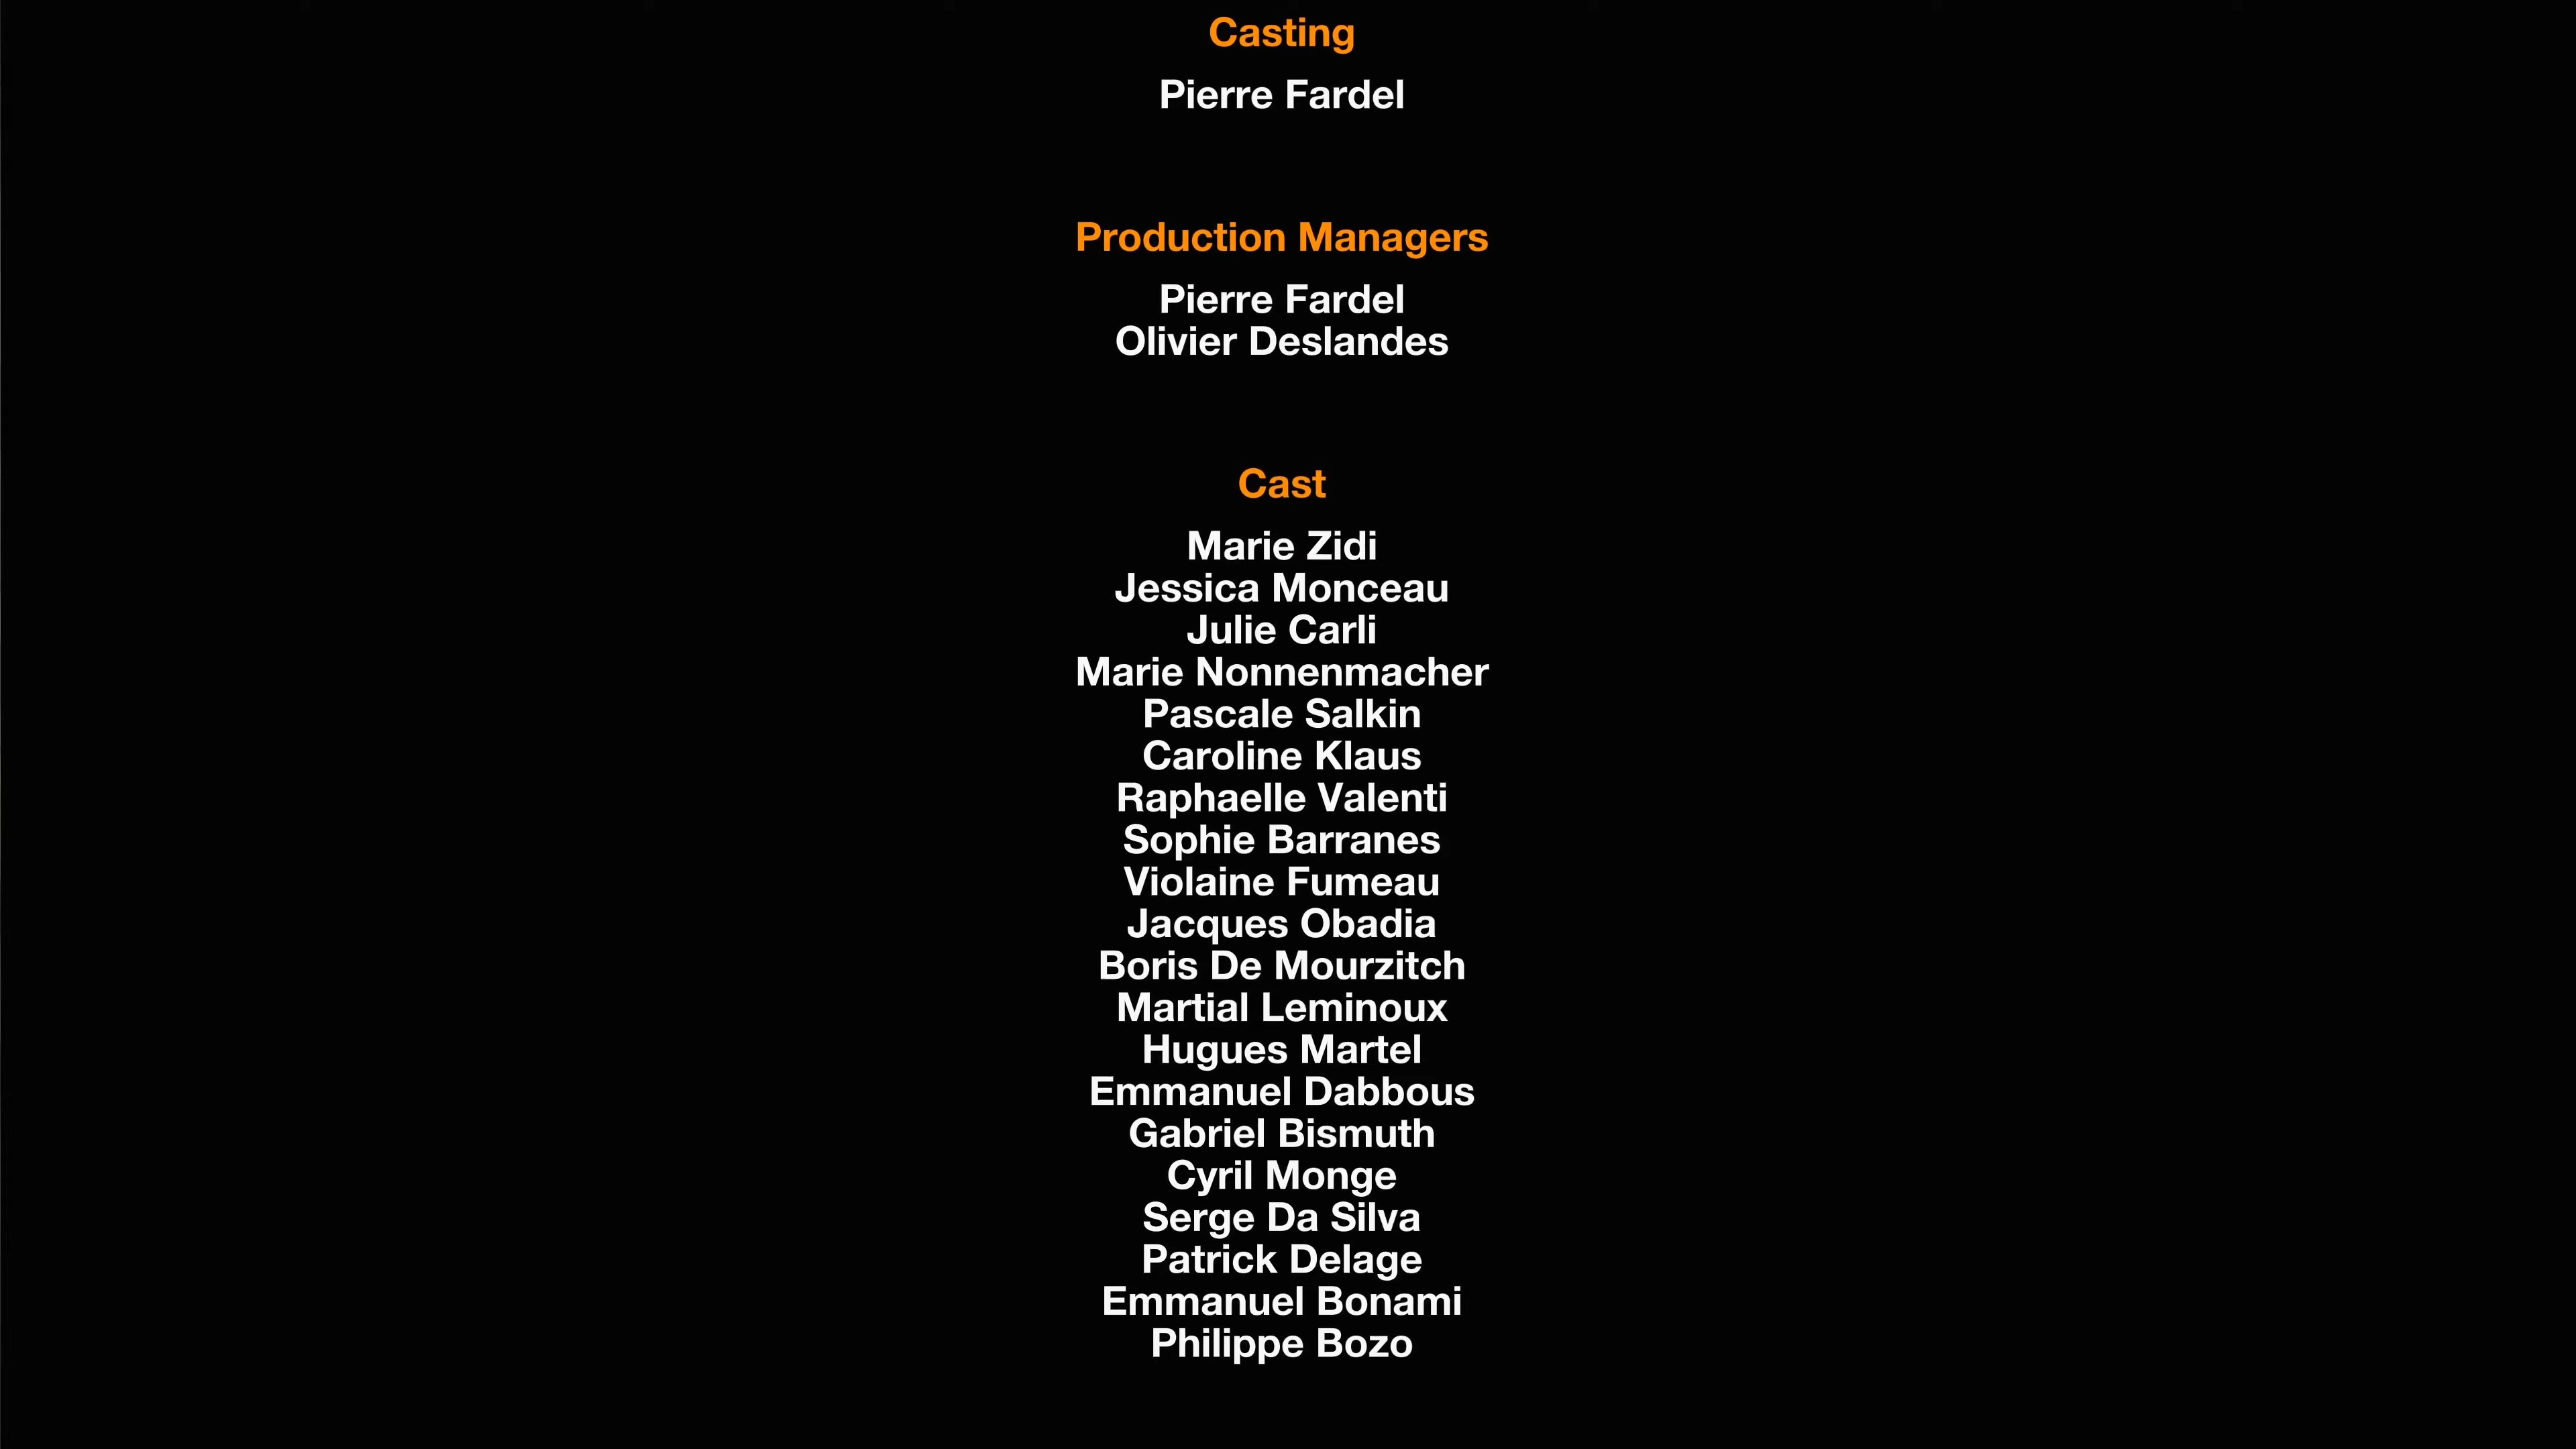 Casting
Pierre Fardel
Production Managers
Pierre Fardel
Olivier Deslandes
Cast
Marie Zidi
Jessica Monceau
Julie Carli
Marie Nonnenmacher
Pascale Salkin
Caroline Klaus
Raphaelle Valenti
Sophie Barranes
Violaine Fumeau
Jacques Obadia
Boris De Mourzitch
Martial Leminoux
Hugues Martel
Emmanuel Dabbous
Gabriel Bismuth
Cyril Monge
Serge Da Silva
Patrick Delage
Emmanuel Bonami
Philippe Bozo